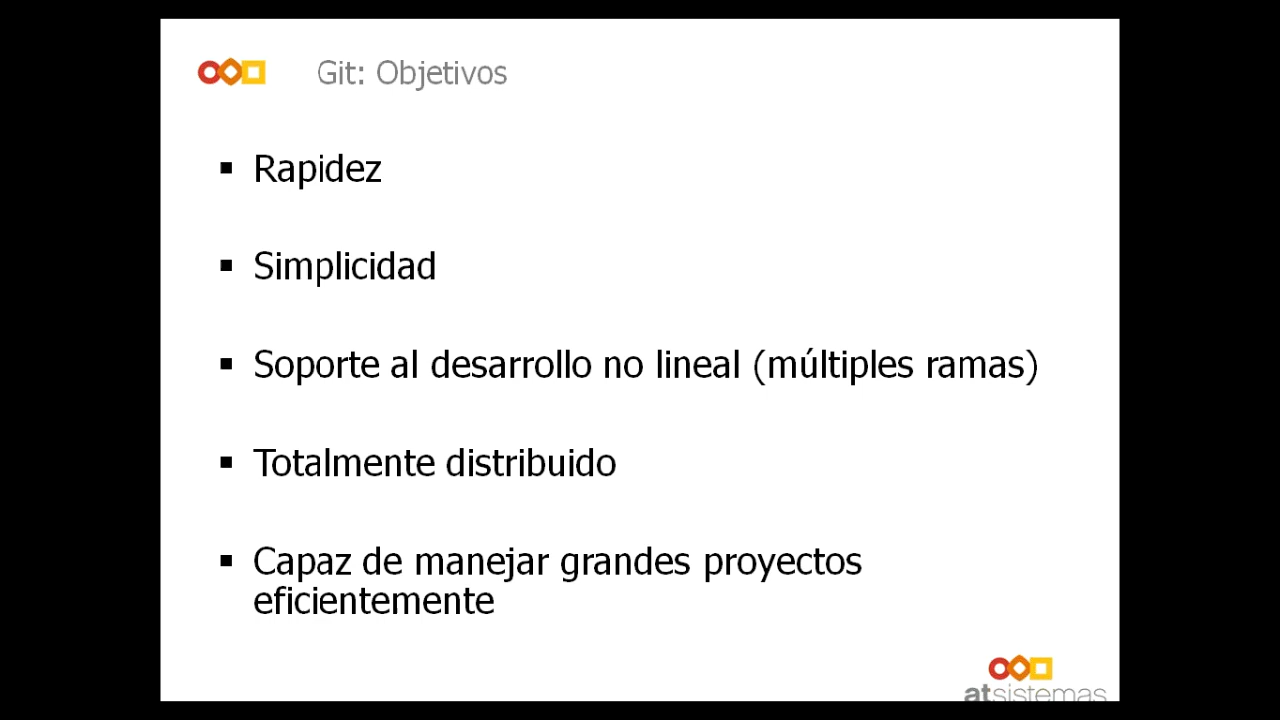 Git: Objetivos
▪ Rapidez
▪ Simplicidad
▪ Soporte al desarrollo no lineal (múltiples ramas)
▪ Totalmente distribuido
▪ Capaz de manejar grandes proyectos
eficientemente
atsistemas